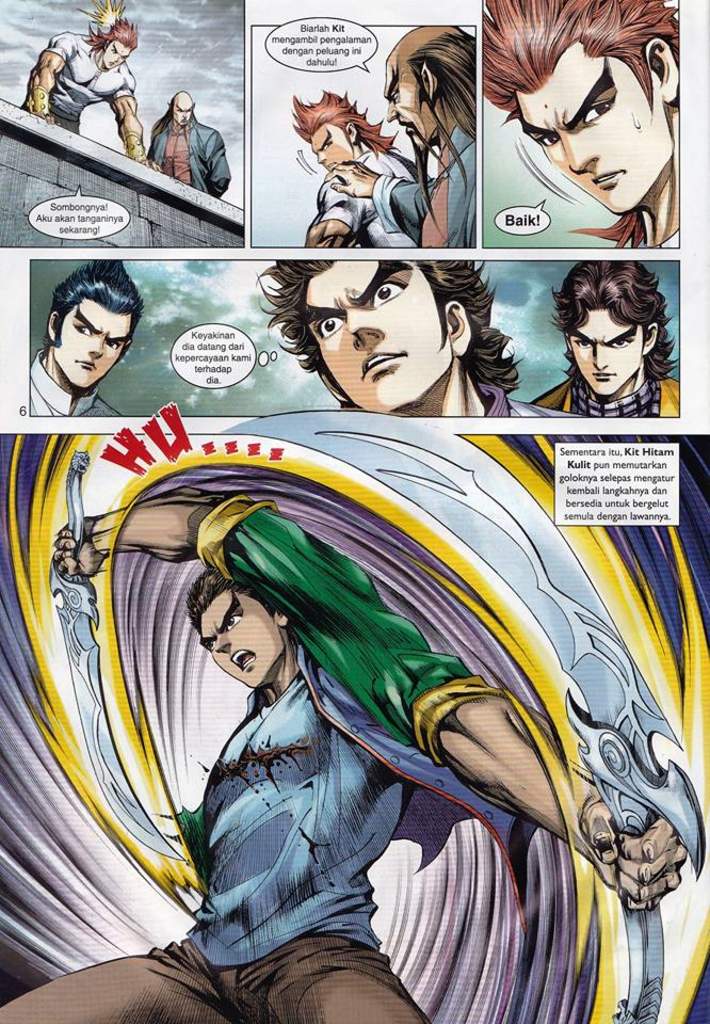 Sombongnya!
Aku akan tanganinya
sekarang!
Biarlah Kit
mengambil pengalaman
dengan peluang ini
dahulu!
Baik!
Keyakinan
dia datang dari
kepercayaan kami
terhadap
dia.
6
HU.....
Sementara itu, Kit Hitam
Kulit pun memutarkan
goloknya selepas mengatur
kembali langkahnya dan
bersedia untuk bergelut
semula dengan lawannya.